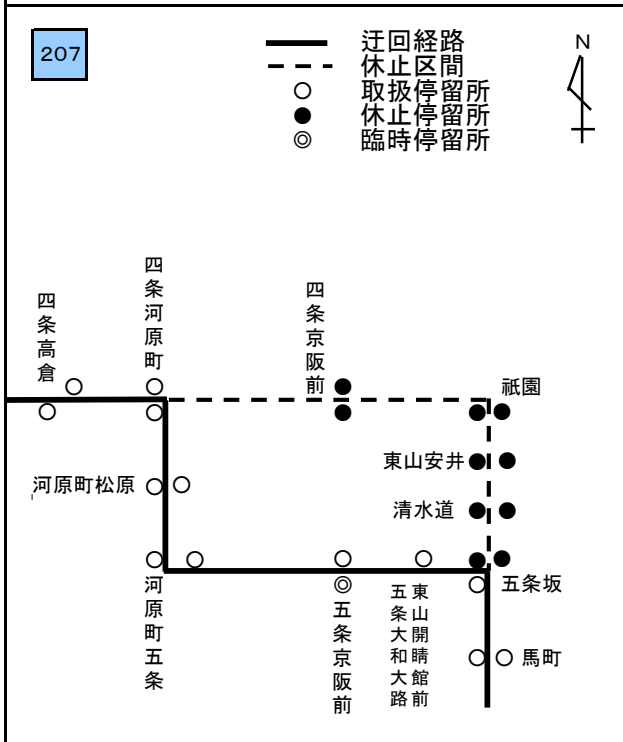 207
迂回経路
休止区間
取扱停留所
休止停留所
臨時停留所
N
四条高倉
四条河原町
四条京阪前
祇園
河原町松原
東山安井
清水道
河原町五条
五条京阪前
五条大和大路
東山開睛館前
五条坂
馬町